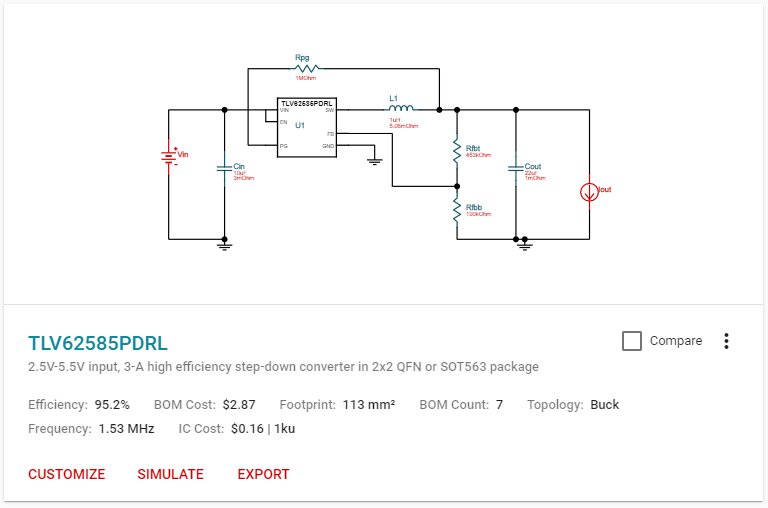 Rpg
1MOhm
TLV62585PDRL
VIN
SW
EN
U1
FB
PG
GND
L1
1uH
5.06mOhm
Vin
Cin
10uF
3mOhm
Rfbt
453kOhm
Cout
22uF
1mOhm
Iout
Rfbb
100kOhm
TLV62585PDRL
Compare
2.5V-5.5V input, 3-A high efficiency step-down converter in 2x2 QFN or SOT563 package
Efficiency: 95.2% BOM Cost: $2.87 Footprint: 113 mm² BOM Count: 7 Topology: Buck
Frequency: 1.53 MHz IC Cost: $0.16 | 1ku
CUSTOMIZE SIMULATE EXPORT